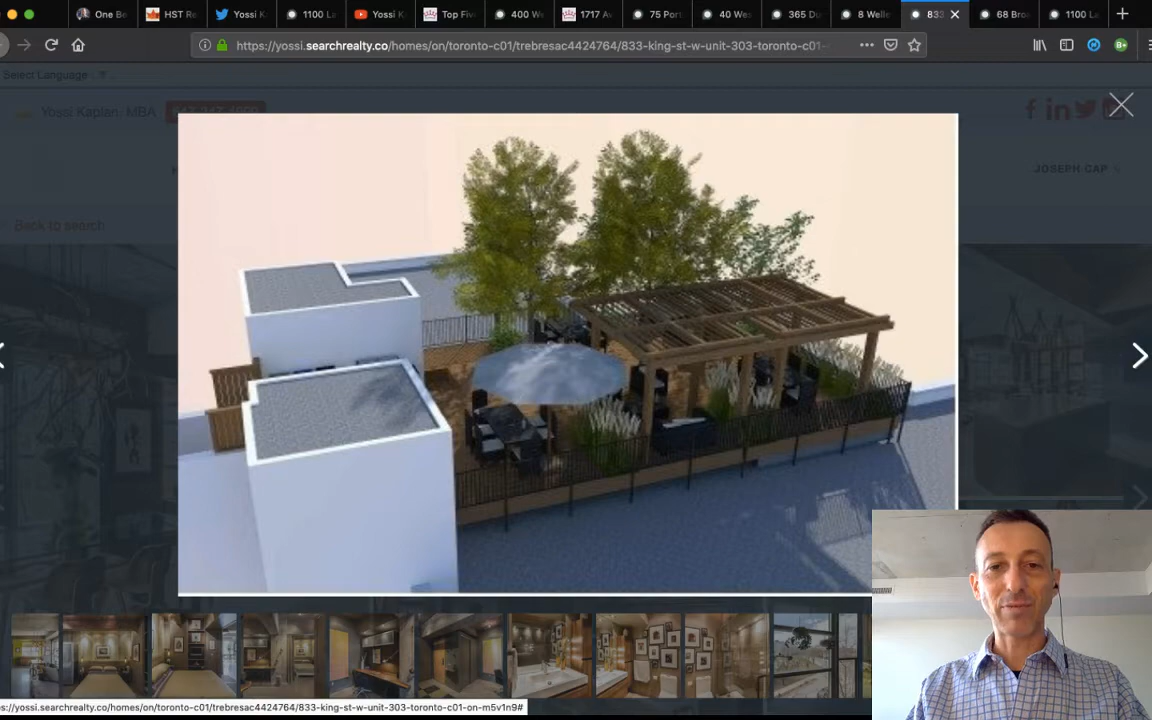 One Be
HST Re
Yossi K
1100 La
Yossi K
Top Five
400 We
1717 Av
75 Port
40 Wes
365 Du
8 Welle
833
68 Bro
1100 La
https://yossi.searchrealty.co/homes/on/toronto-c01/trebresac4424764/833-king-st-w-unit-303-toronto-c01-
Select Language
Yossi Kaplan, MBA
JOSEPH CAP
Back to search
s://yossi.searchrealty.co/homes/on/toronto-c01/trebresac4424764/833-king-st-w-unit-303-toronto-c01-on-m5v1n9#